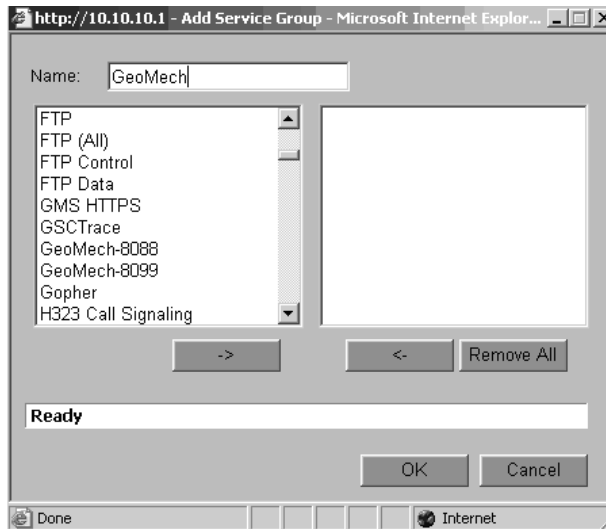 http://10.10.10.1 - Add Service Group - Microsoft Internet Explor...
Name: GeoMech
FTP
FTP (All)
FTP Control
FTP Data
GMS HTTPS
GSCTrace
GeoMech-8088
GeoMech-8099
Gopher
H323 Call Signaling
-> <- Remove All
Ready
OK Cancel
Done Internet